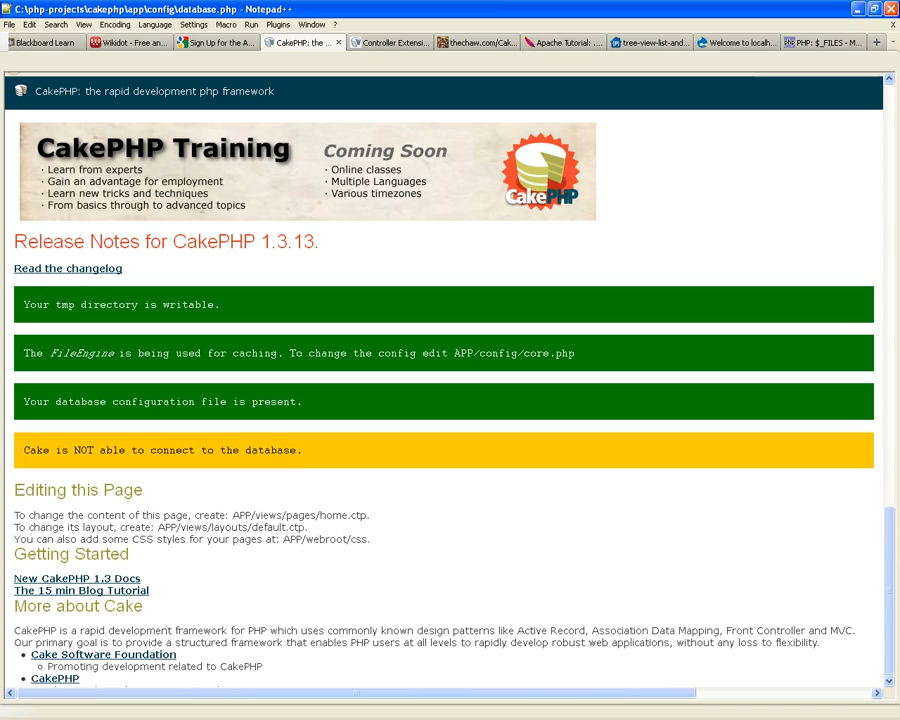 C:\php-projects\cakephp\app\config\database.php - Notepad++
File Edit Search View Encoding Language Settings Macro Run Plugins Window ? X
Blackboard Learn Wikidot - Free an... Sign Up for the A... CakePHP: the ... Controller Extensi... thechaw.com/Cak... Apache Tutorial: ... tree-view-list-and... Welcome to localh... PHP: $_FILES - M...
CakePHP: the rapid development php framework
CakePHP Training
· Learn from experts
· Gain an advantage for employment
· Learn new tricks and techniques
· From basics through to advanced topics
Coming Soon
· Online classes
· Multiple Languages
· Various timezones
CakePHP
Release Notes for CakePHP 1.3.13.
Read the changelog
Your tmp directory is writable.
The FileEngine is being used for caching. To change the config edit APP/config/core.php
Your database configuration file is present.
Cake is NOT able to connect to the database.
Editing this Page
To change the content of this page, create: APP/views/pages/home.ctp.
To change its layout, create: APP/views/layouts/default.ctp.
You can also add some CSS styles for your pages at: APP/webroot/css.
Getting Started
New CakePHP 1.3 Docs
The 15 min Blog Tutorial
More about Cake
CakePHP is a rapid development framework for PHP which uses commonly known design patterns like Active Record, Association Data Mapping, Front Controller and MVC.
Our primary goal is to provide a structured framework that enables PHP users at all levels to rapidly develop robust web applications, without any loss to flexibility.
• Cake Software Foundation
Promoting development related to CakePHP
• CakePHP